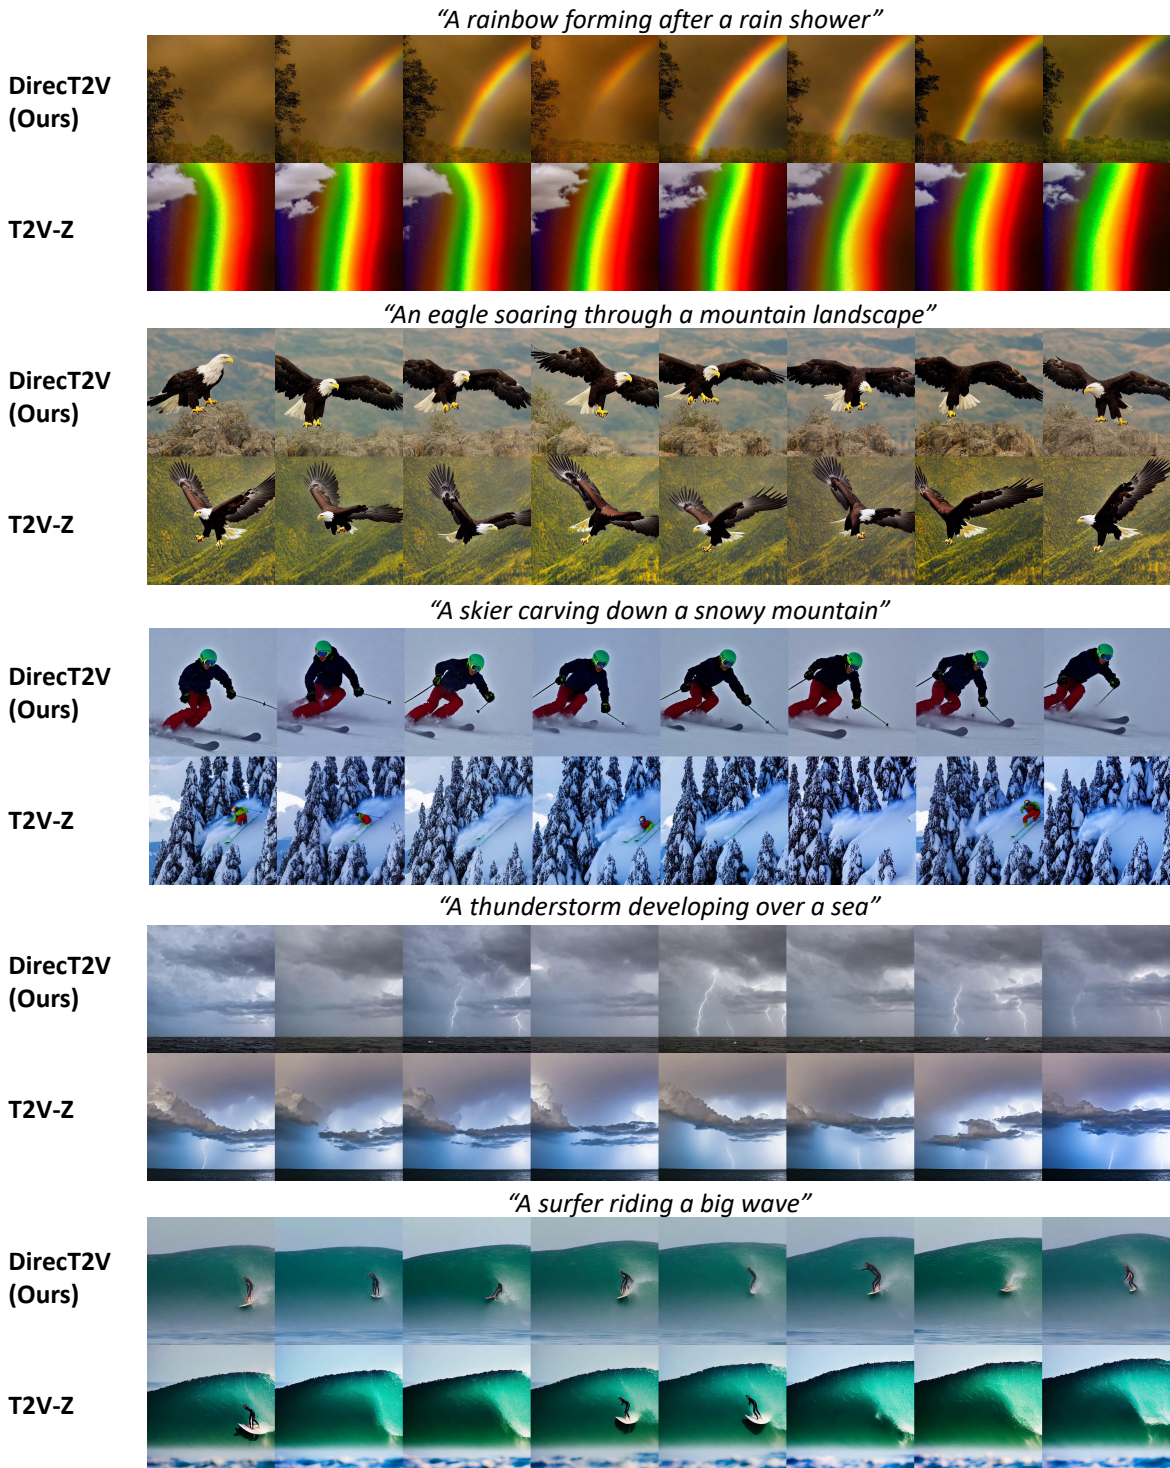 “A rainbow forming after a rain shower”
DirecT2V
(Ours)
T2V-Z
“An eagle soaring through a mountain landscape”
DirecT2V
(Ours)
T2V-Z
“A skier carving down a snowy mountain”
DirecT2V
(Ours)
T2V-Z
“A thunderstorm developing over a sea”
DirecT2V
(Ours)
T2V-Z
“A surfer riding a big wave”
DirecT2V
(Ours)
T2V-Z